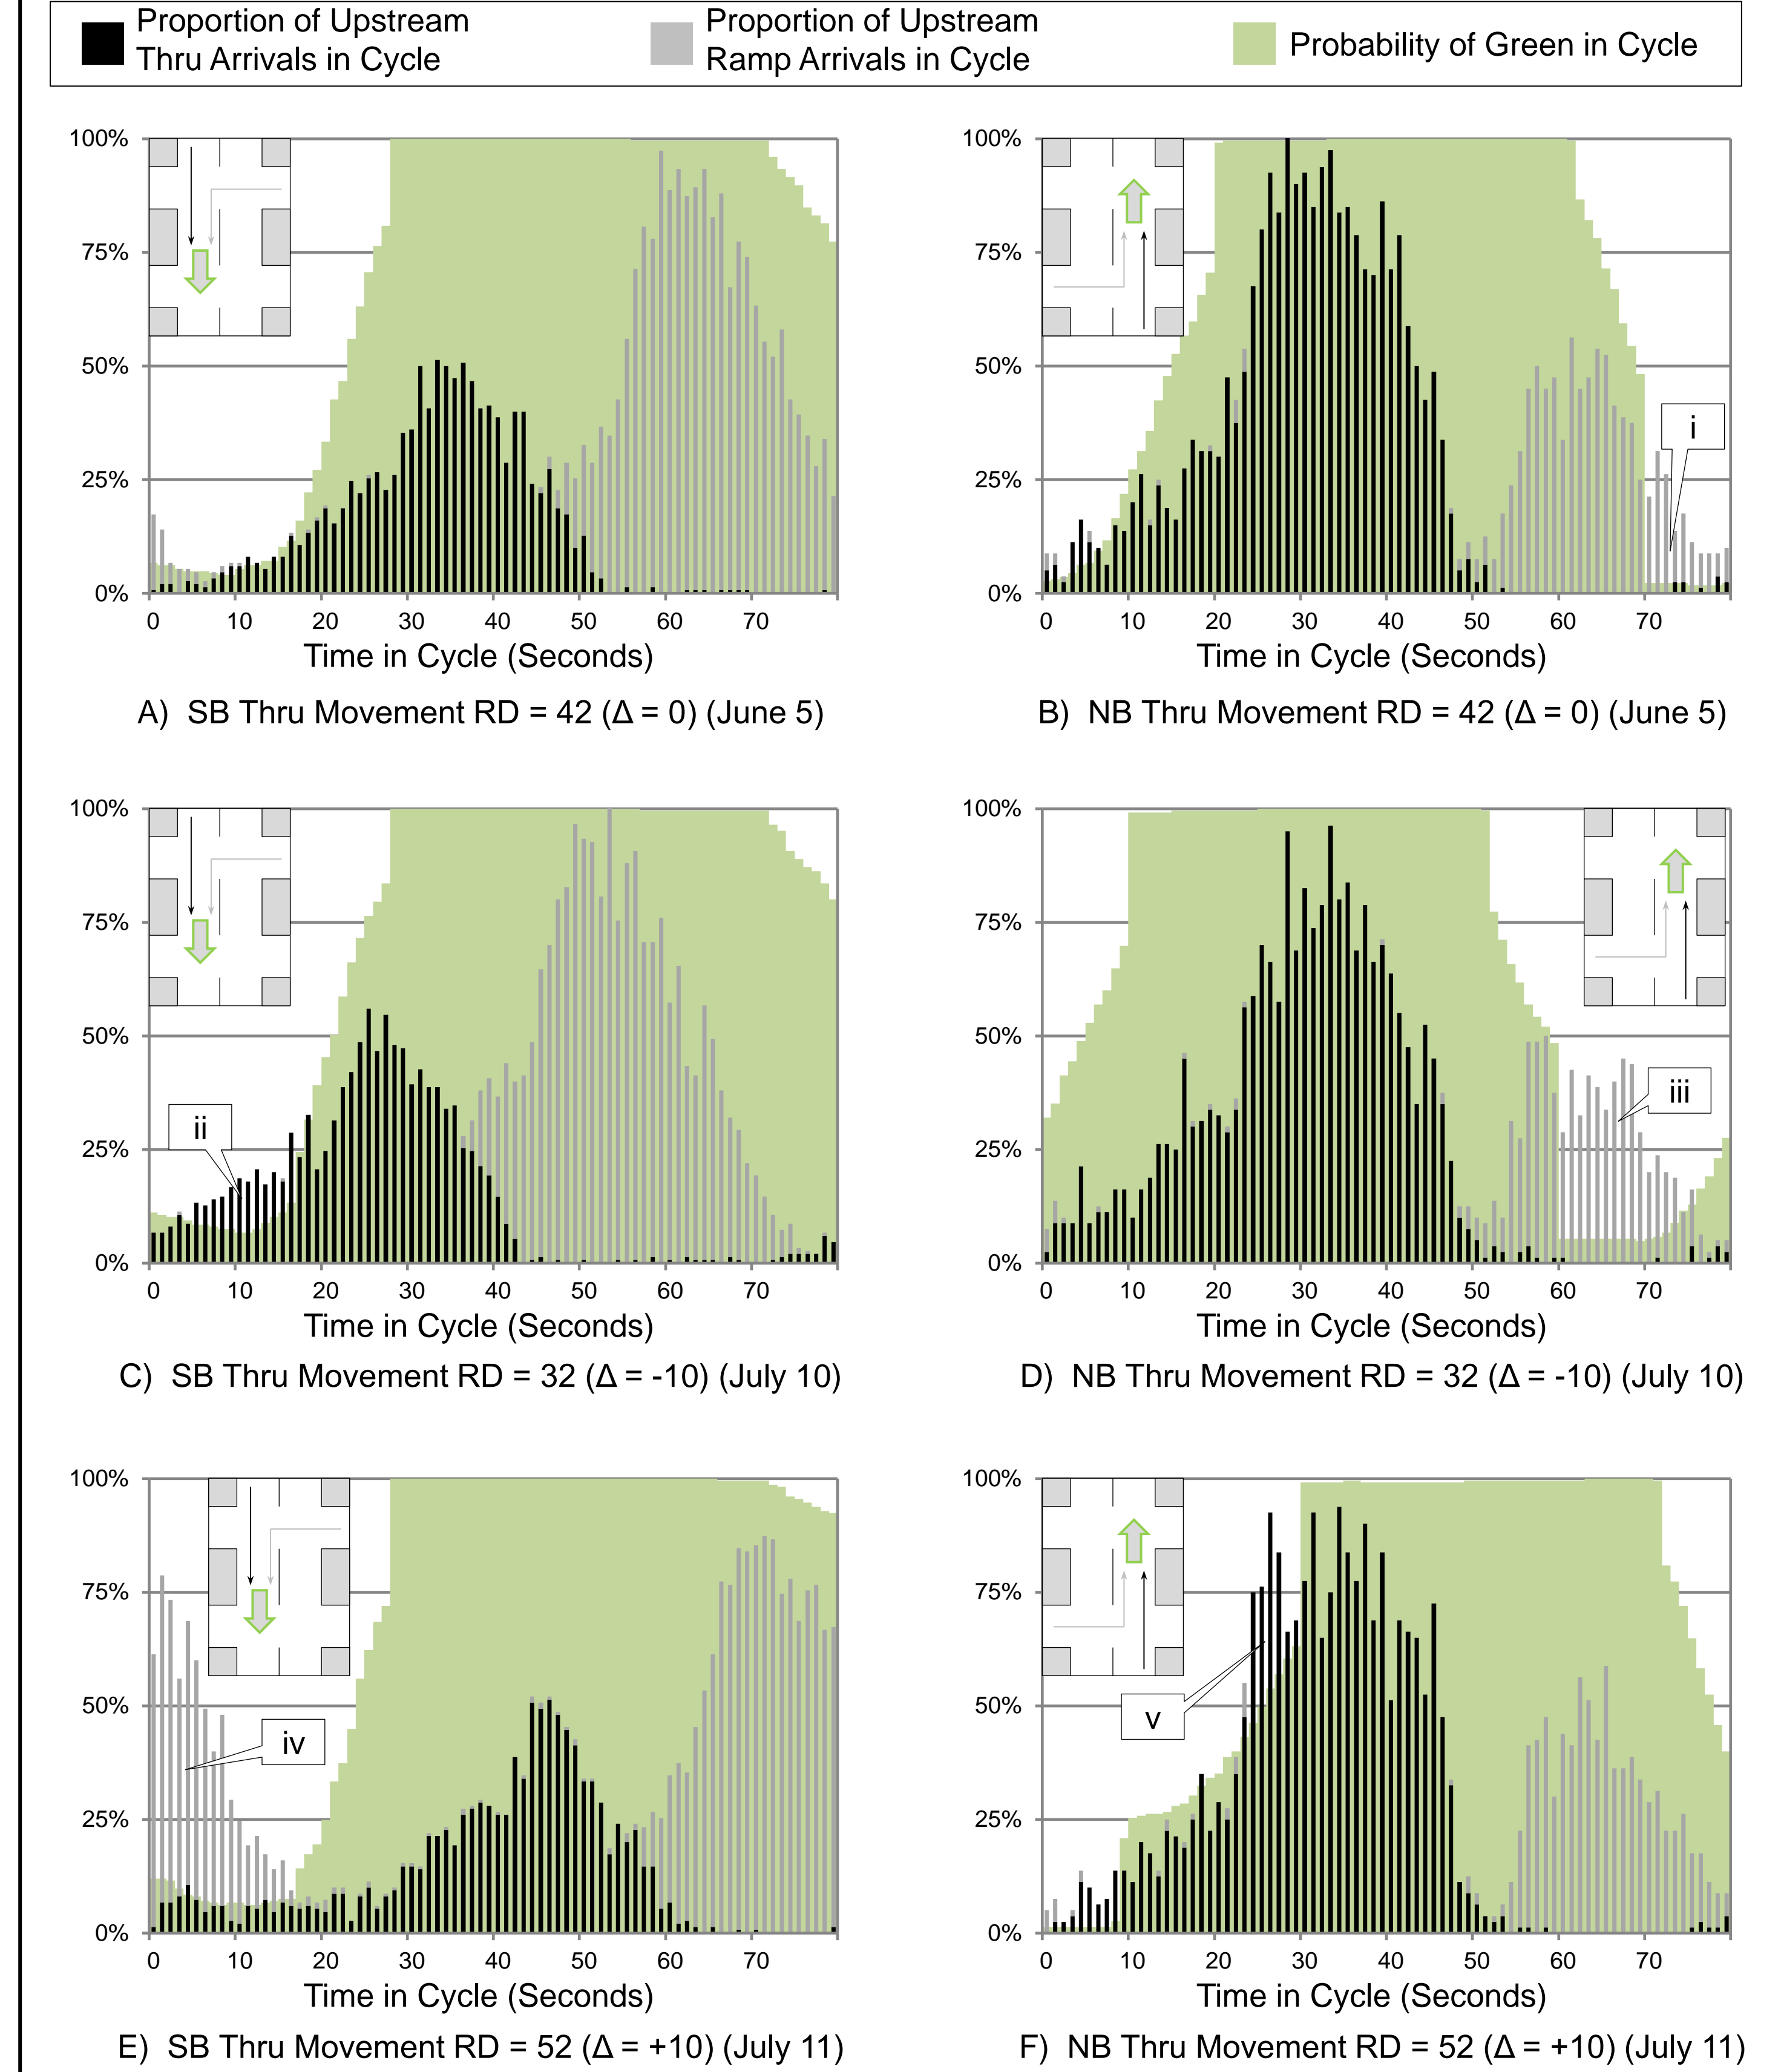 Proportion of Upstream
Thru Arrivals in Cycle
Proportion of Upstream
Ramp Arrivals in Cycle
Probability of Green in Cycle
100%
75%
50%
25%
0%
0 10 20 30 40 50 60 70
Time in Cycle (Seconds)
A) SB Thru Movement RD = 42 (Δ = 0) (June 5)
100%
75%
50%
25%
0%
i
0 10 20 30 40 50 60 70
Time in Cycle (Seconds)
B) NB Thru Movement RD = 42 (Δ = 0) (June 5)
100%
75%
50%
25%
0%
ii
0 10 20 30 40 50 60 70
Time in Cycle (Seconds)
C) SB Thru Movement RD = 32 (Δ = -10) (July 10)
100%
75%
50%
25%
0%
iii
0 10 20 30 40 50 60 70
Time in Cycle (Seconds)
D) NB Thru Movement RD = 32 (Δ = -10) (July 10)
100%
75%
50%
25%
0%
iv
0 10 20 30 40 50 60 70
Time in Cycle (Seconds)
E) SB Thru Movement RD = 52 (Δ = +10) (July 11)
100%
75%
50%
25%
0%
v
0 10 20 30 40 50 60 70
Time in Cycle (Seconds)
F) NB Thru Movement RD = 52 (Δ = +10) (July 11)